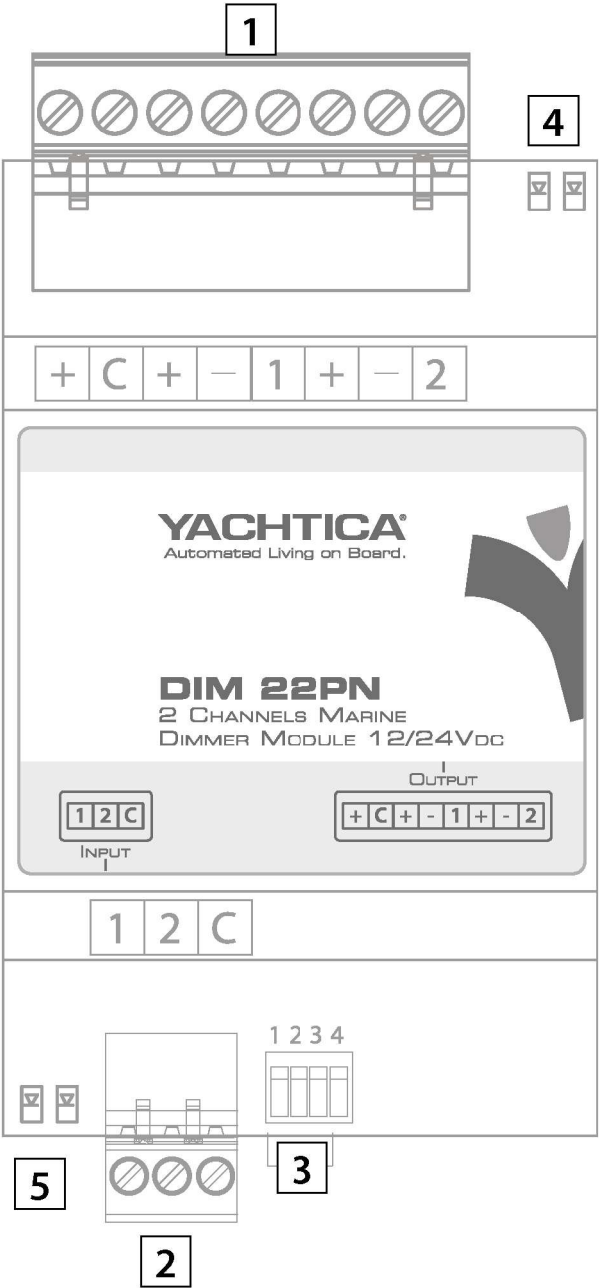 1
4
+ C + - 1 + - 2
YACHTICA®
Automated Living on Board.
DIM 22PN
2 CHANNELS MARINE
DIMMER MODULE 12/24VDC
OUTPUT
1 2 C
+ C + - 1 + - 2
INPUT
1 2 C
1 2 3 4
5
3
2